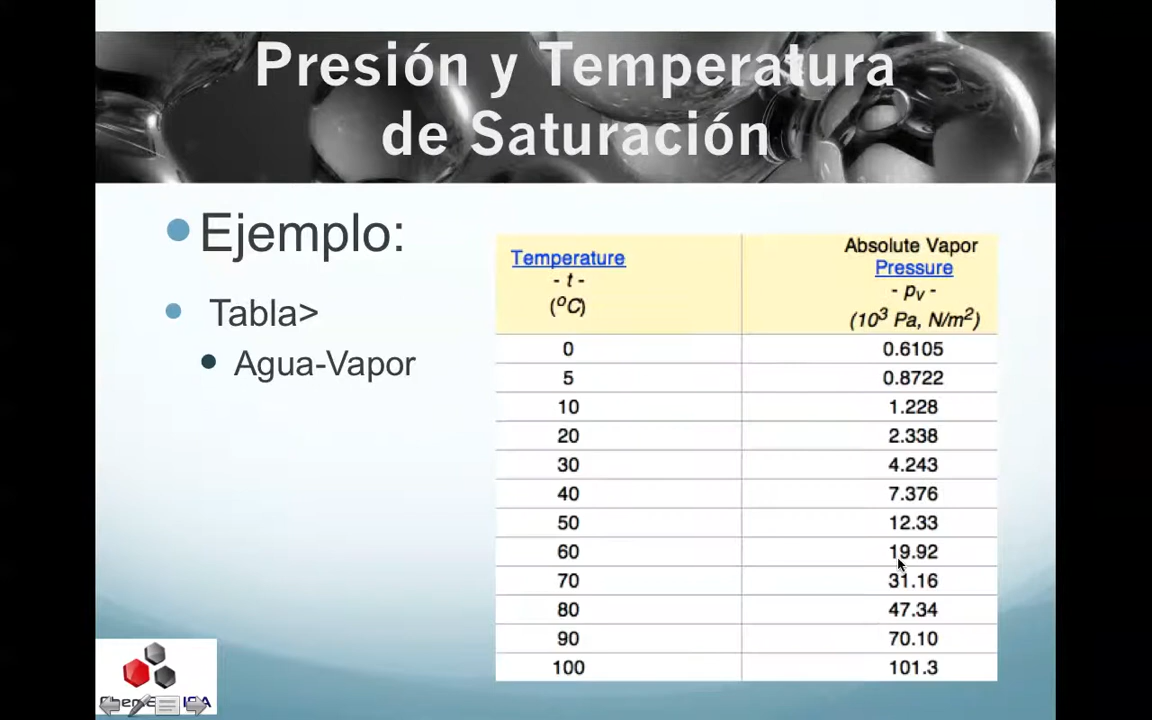 Presión y Temperatura
de Saturación
Ejemplo:
Tabla>
Agua-Vapor
Temperature
- t -
(ºC)
Absolute Vapor
Pressure
- pv -
(10³ Pa, N/m²)
0 0.6105
5 0.8722
10 1.228
20 2.338
30 4.243
40 7.376
50 12.33
60 19.92
70 31.16
80 47.34
90 70.10
100 101.3